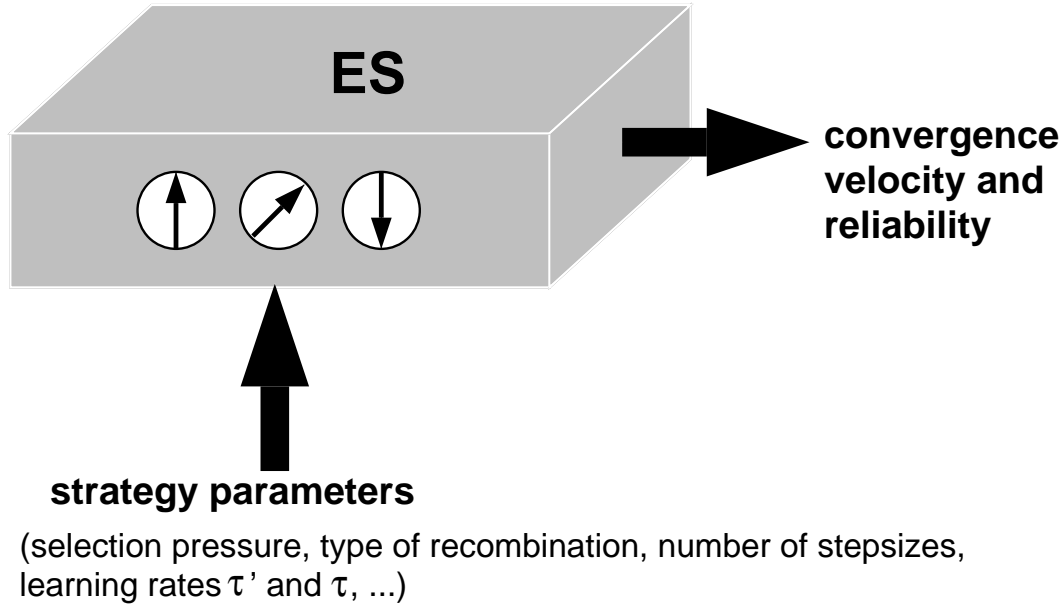 ES
convergence
velocity and
reliability
strategy parameters
(selection pressure, type of recombination, number of stepsizes,
learning rates τ' and τ, ...)